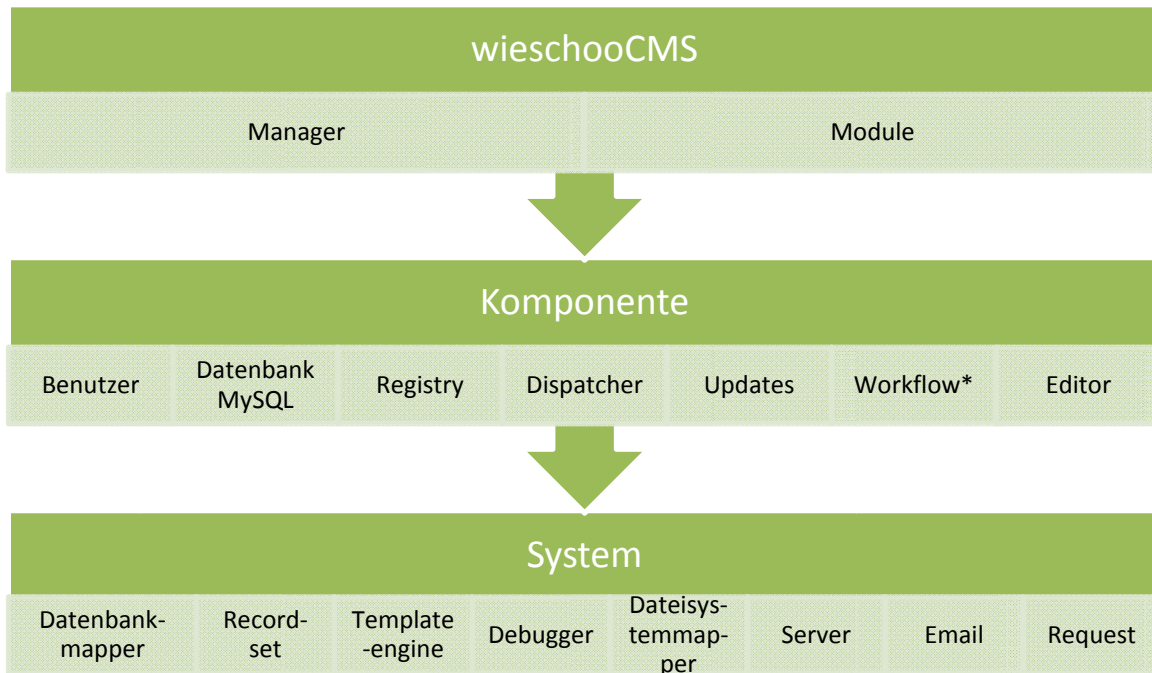 wieschooCMS
Manager
Module
Komponente
Benutzer
Datenbank
MySQL
Registry
Dispatcher
Updates
Workflow*
Editor
System
Datenbank-
mapper
Record-
set
Template
-engine
Debugger
Dateisys-
temmap-
per
Server
Email
Request